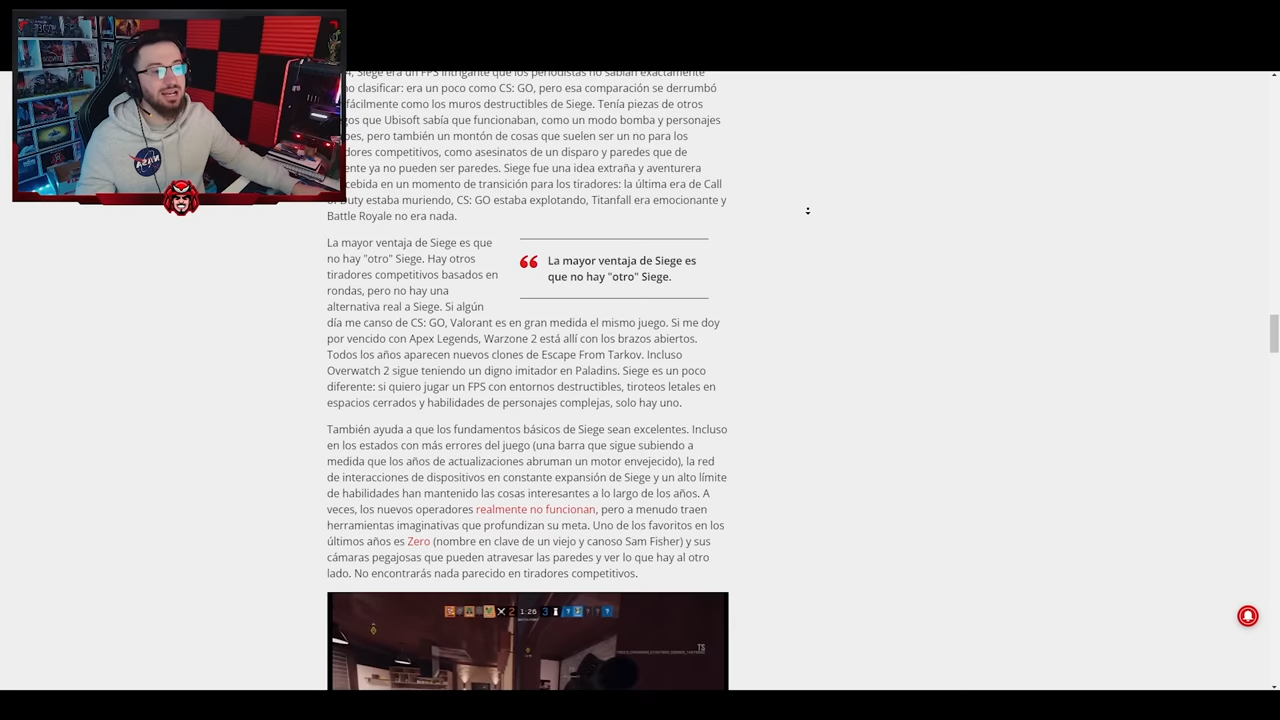 4, Siege era un FPS intrigante que los periodistas no sabían exactamente
no clasificar: era un poco como CS: GO, pero esa comparación se derrumbó
fácilmente como los muros destructibles de Siege. Tenía piezas de otros
gos que Ubisoft sabía que funcionaban, como un modo bomba y personajes
pes, pero también un montón de cosas que suelen ser un no para los
dores competitivos, como asesinatos de un disparo y paredes que de
ente ya no pueden ser paredes. Siege fue una idea extraña y aventurera
cebida en un momento de transición para los tiradores: la última era de Call
of Duty estaba muriendo, CS: GO estaba explotando, Titanfall era emocionante y
Battle Royale no era nada.
La mayor ventaja de Siege es que
no hay "otro" Siege. Hay otros
tiradores competitivos basados en
rondas, pero no hay una
alternativa real a Siege. Si algún
día me canso de CS: GO, Valorant es en gran medida el mismo juego. Si me doy
por vencido con Apex Legends, Warzone 2 está allí con los brazos abiertos.
Todos los años aparecen nuevos clones de Escape From Tarkov. Incluso
Overwatch 2 sigue teniendo un digno imitador en Paladins. Siege es un poco
diferente: si quiero jugar un FPS con entornos destructibles, tiroteos letales en
espacios cerrados y habilidades de personajes complejas, solo hay uno.
La mayor ventaja de Siege es
que no hay "otro" Siege.
También ayuda a que los fundamentos básicos de Siege sean excelentes. Incluso
en los estados con más errores del juego (una barra que sigue subiendo a
medida que los años de actualizaciones abruman un motor envejecido), la red
de interacciones de dispositivos en constante expansión de Siege y un alto límite
de habilidades han mantenido las cosas interesantes a lo largo de los años. A
veces, los nuevos operadores realmente no funcionan, pero a menudo traen
herramientas imaginativas que profundizan su meta. Uno de los favoritos en los
últimos años es Zero (nombre en clave de un viejo y canoso Sam Fisher) y sus
cámaras pegajosas que pueden atravesar las paredes y ver lo que hay al otro
lado. No encontrarás nada parecido en tiradores competitivos.
2 1:26 3
NASA